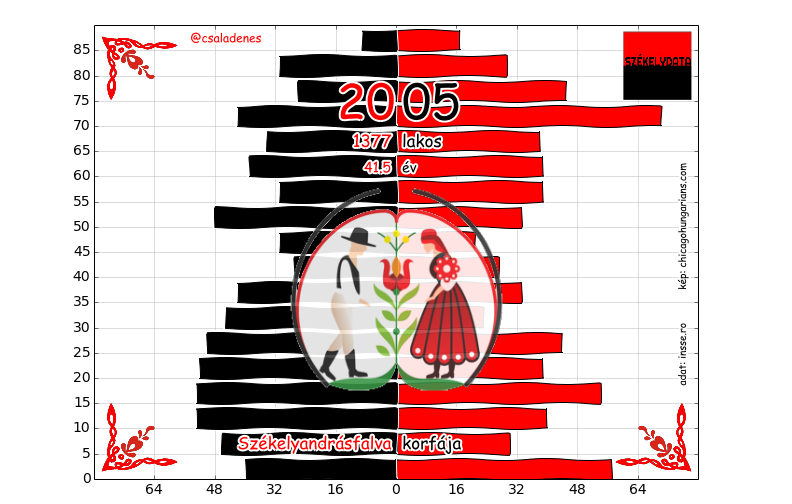 @csaladenes
SZÉKELYDATA
2005
1377 lakos
41.5 év
kép: chicagohungarians.com
adat: insse.ro
Székelyandrásfalva korfája
85
80
75
70
65
60
55
50
45
40
35
30
25
20
15
10
5
0
64 48 32 16 0 16 32 48 64